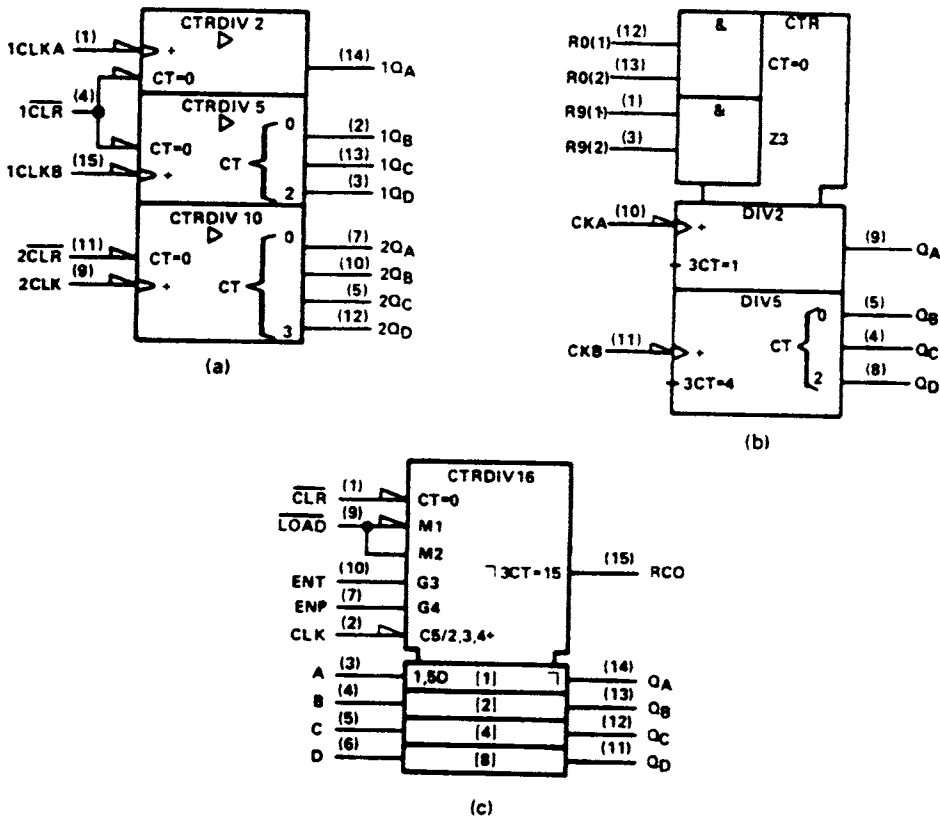 CTRDIV 2
1CLKA (1) +
(14) 1QA
CT=0
1CLR (4)
CTRDIV 5
0
(2) 1QB
CT=0
CT
(13) 1QC
1CLKB (15) +
2
(3) 1QD
CTRDIV 10
0
(7) 2QA
2CLR (11) CT=0
CT
(10) 2QB
2CLK (9) +
(5) 2QC
3
(12) 2QD
(a)
& CTR
R0(1) (12)
CT=0
R0(2) (13)
R9(1) (1) &
Z3
R9(2) (3)
DIV2
CKA (10) +
(9) QA
3CT=1
DIV5
0
(5) QB
CKB (11) +
CT
(4) QC
3CT=4
2
(8) QD
(b)
CTRDIV16
CLR (1) CT=0
LOAD (9) M1
M2
3CT=15 (15) RCO
ENT (10) G3
ENP (7) G4
CLK (2) C5/2,3,4+
A (3) 1,5D [1] (14) QA
B (4) [2] (13) QB
C (5) [4] (12) QC
D (6) [8] (11) QD
(c)